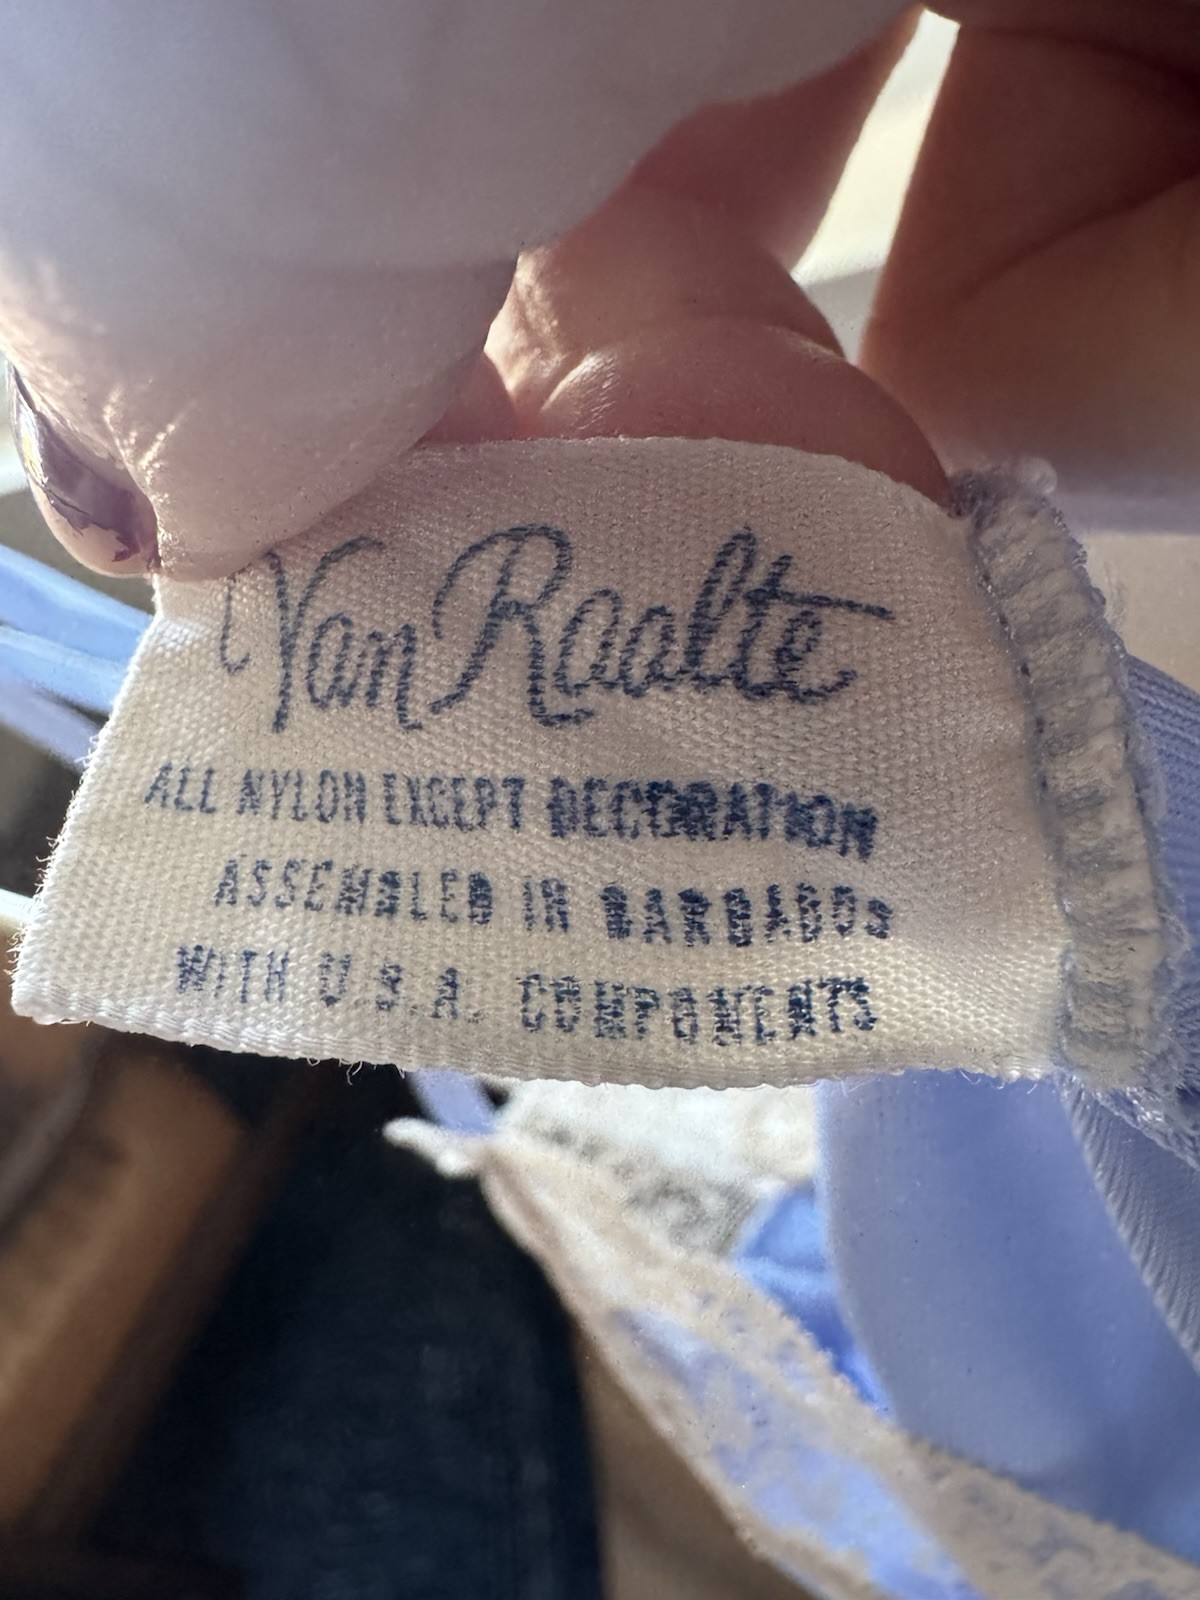 Van Raalte
ALL NYLON EXCEPT DECORATION
ASSEMBLED IN BARBADOS
WITH U.S.A. COMPONENTS